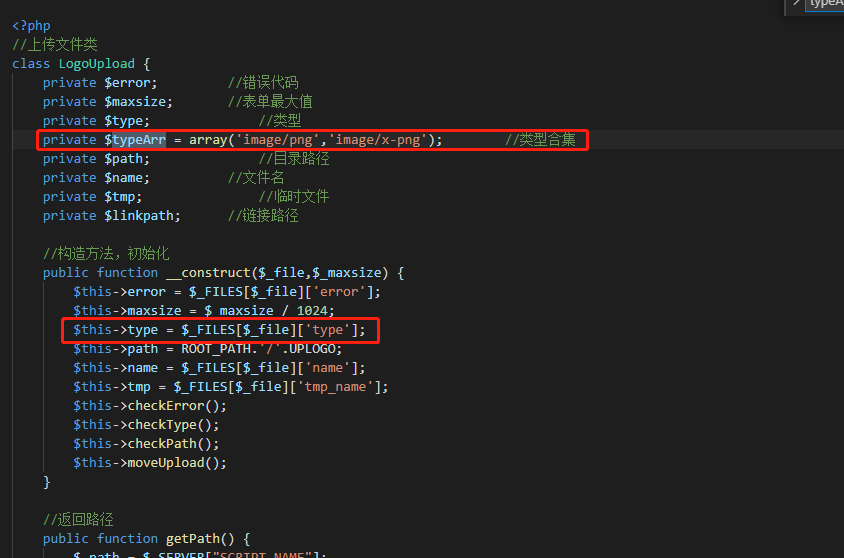 typeA
<?php
//上传文件类
class LogoUpload {
private $error; //错误代码
private $maxsize; //表单最大值
private $type; //类型
private $typeArr = array('image/png','image/x-png'); //类型合集
private $path; //目录路径
private $name; //文件名
private $tmp; //临时文件
private $linkpath; //链接路径
//构造方法，初始化
public function __construct($_file,$_maxsize) {
$this->error = $_FILES[$_file]['error'];
$this->maxsize = $_maxsize / 1024;
$this->type = $_FILES[$_file]['type'];
$this->path = ROOT_PATH.'/'.UPLOGO;
$this->name = $_FILES[$_file]['name'];
$this->tmp = $_FILES[$_file]['tmp_name'];
$this->checkError();
$this->checkType();
$this->checkPath();
$this->moveUpload();
}
//返回路径
public function getPath() {
$_path = $_SERVER["SCRIPT_NAME"];